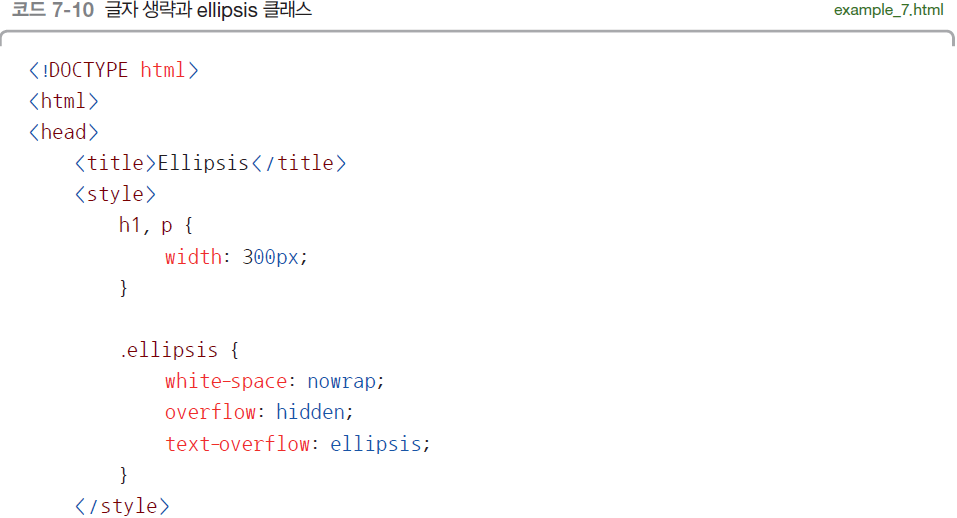 코드 7-10 글자 생략과 ellipsis 클래스 example_7.html
<!DOCTYPE html>
<html>
<head>
    <title>Ellipsis</title>
    <style>
        h1, p {
            width: 300px;
        }

        .ellipsis {
            white-space: nowrap;
            overflow: hidden;
            text-overflow: ellipsis;
        }
    </style>